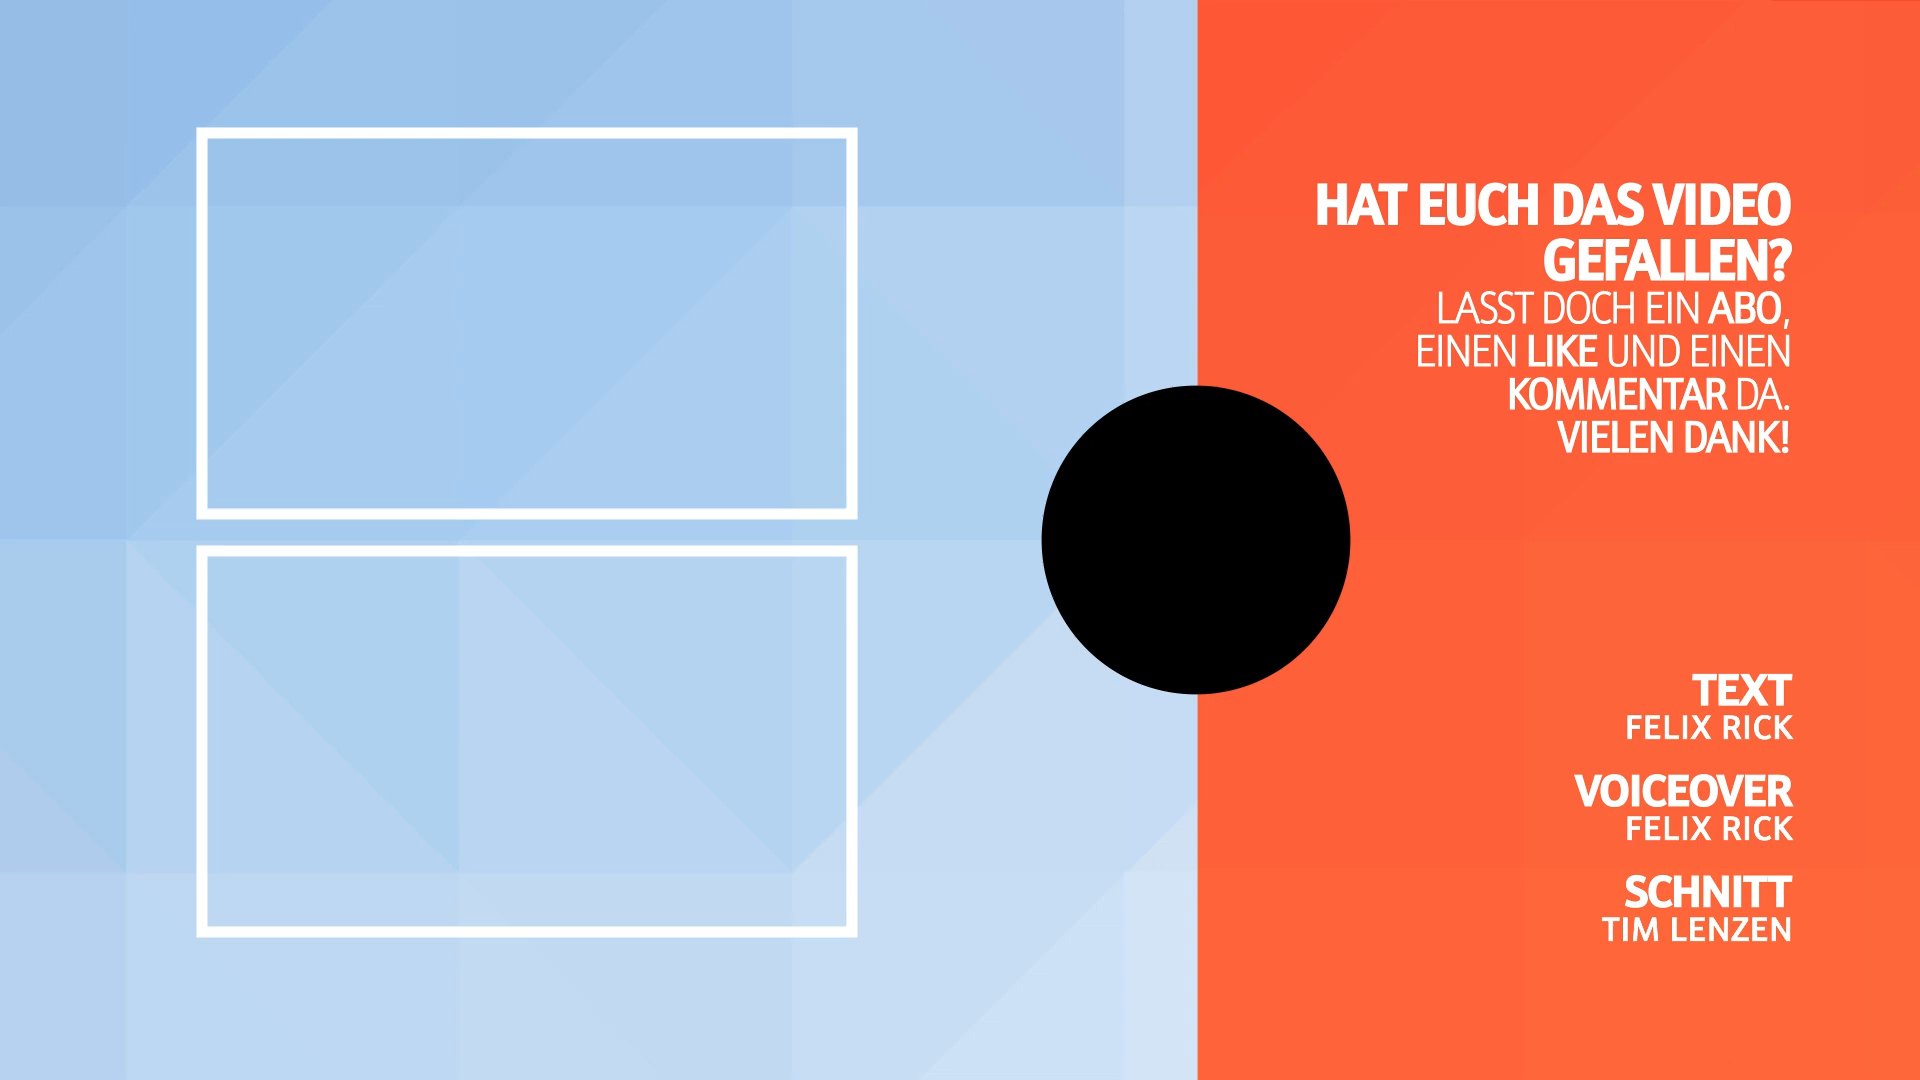 HAT EUCH DAS VIDEO
GEFALLEN?
LASST DOCH EIN ABO,
EINEN LIKE UND EINEN
KOMMENTAR DA.
VIELEN DANK!
TEXT
FELIX RICK
VOICEOVER
FELIX RICK
SCHNITT
TIM LENZEN